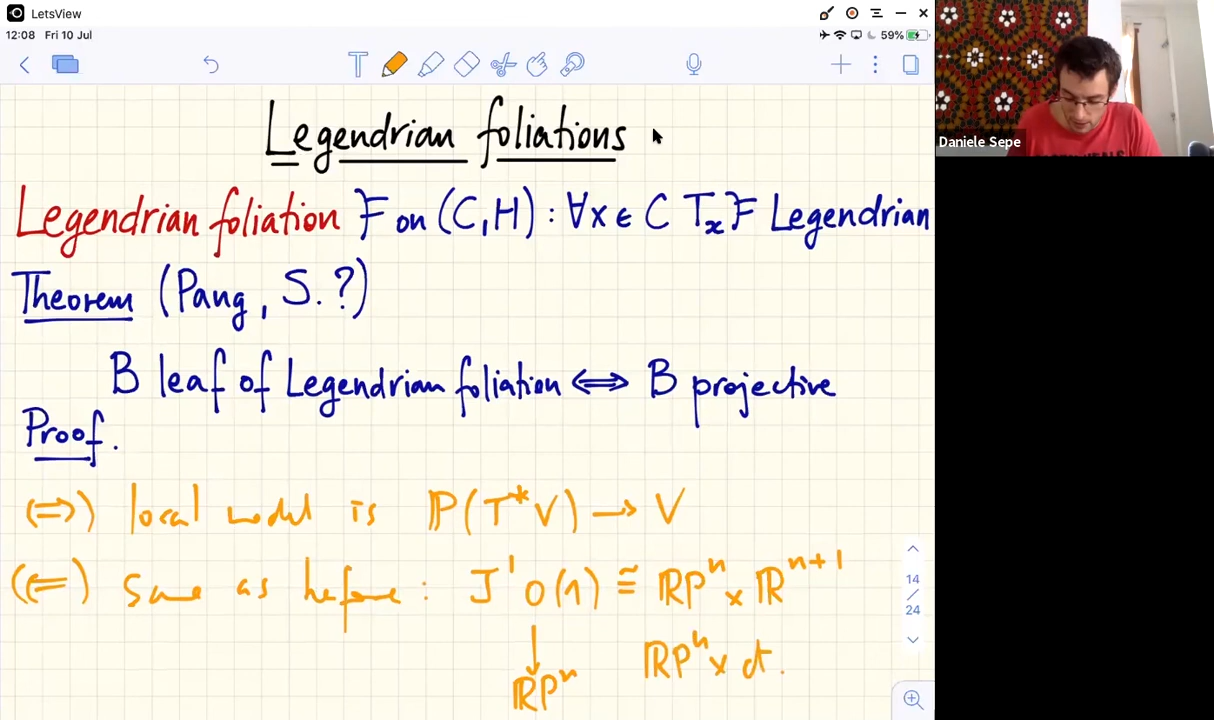 LetsView
12:08 Fri 10 Jul
59%
Legendrian foliations
Legendrian foliation F on (C,H) : ∀x ∈ C TₓF Legendrian
Theorem (Pang, S.?)
B leaf of Legendrian foliation ⟺ B projective
Proof.
(⇒) local model is ℙ(T*V) → V
(⇐) same as before : J¹O(1) ≅ ℝPⁿ × ℝⁿ⁺¹
↓
ℝPⁿ
ℝPⁿ ×
14
/
24
Daniele Sepe